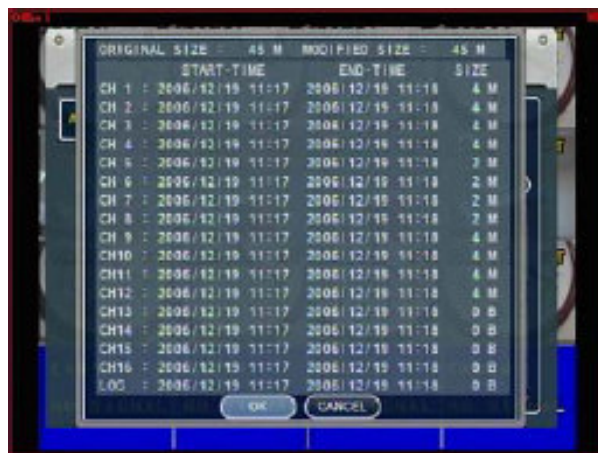 ORIGINAL SIZE : 45 M MODIFIED SIZE : 45 M
START-TIME END-TIME SIZE
CH 1 : 2006/12/19 11:17 2006/12/19 11:18 4 M
CH 2 : 2006/12/19 11:17 2006/12/19 11:18 4 M
CH 3 : 2006/12/19 11:17 2006/12/19 11:18 4 M
CH 4 : 2006/12/19 11:17 2006/12/19 11:18 4 M
CH 5 : 2006/12/19 11:17 2006/12/19 11:18 2 M
CH 6 : 2006/12/19 11:17 2006/12/19 11:18 2 M
CH 7 : 2006/12/19 11:17 2006/12/19 11:18 2 M
CH 8 : 2006/12/19 11:17 2006/12/19 11:18 2 M
CH 9 : 2006/12/19 11:17 2006/12/19 11:18 4 M
CH10 : 2006/12/19 11:17 2006/12/19 11:18 4 M
CH11 : 2006/12/19 11:17 2006/12/19 11:18 4 M
CH12 : 2006/12/19 11:17 2006/12/19 11:18 4 M
CH13 : 2006/12/19 11:17 2006/12/19 11:18 0 B
CH14 : 2006/12/19 11:17 2006/12/19 11:18 0 B
CH15 : 2006/12/19 11:17 2006/12/19 11:18 0 B
CH16 : 2006/12/19 11:17 2006/12/19 11:18 0 B
LOG : 2006/12/19 11:17 2006/12/19 11:18 0 B
OK CANCEL